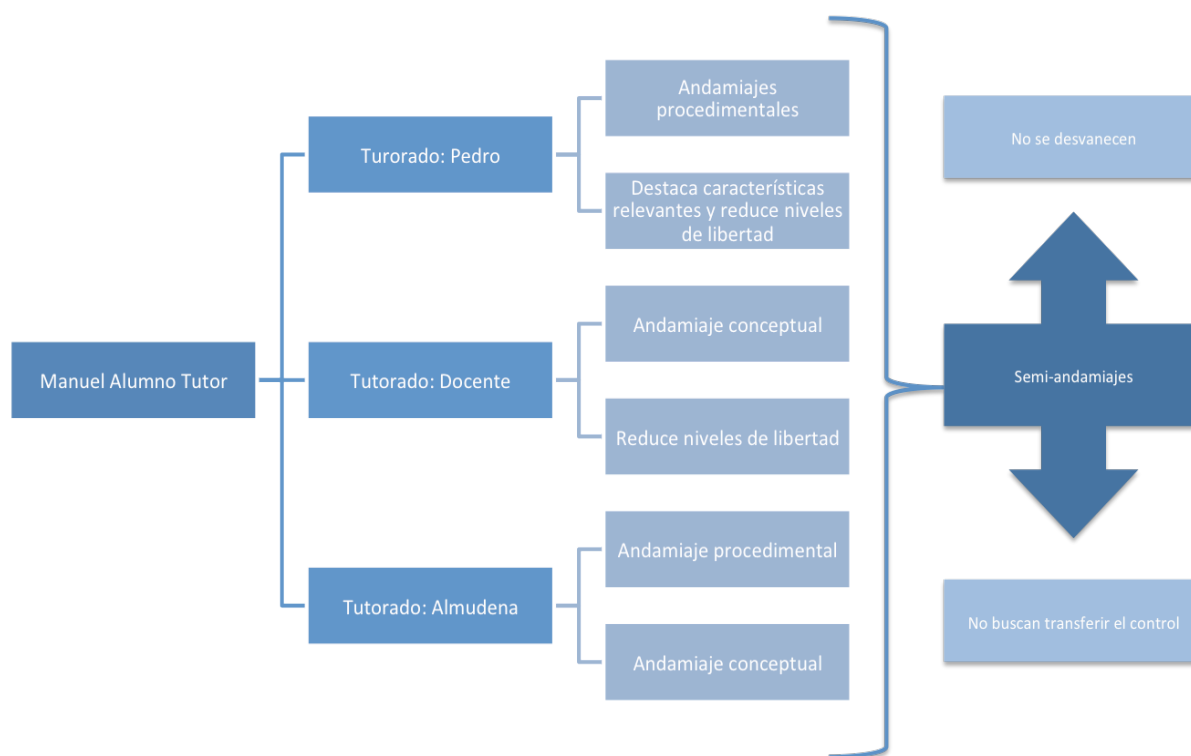 Manuel Alumno Tutor
Turorado: Pedro
Andamiajes
procedimentales
Destaca características
relevantes y reduce niveles
de libertad
Tutorado: Docente
Andamiaje conceptual
Reduce niveles de libertad
Tutorado: Almudena
Andamiaje procedimental
Andamiaje conceptual
No se desvanecen
Semi-andamiajes
No buscan transferir el control